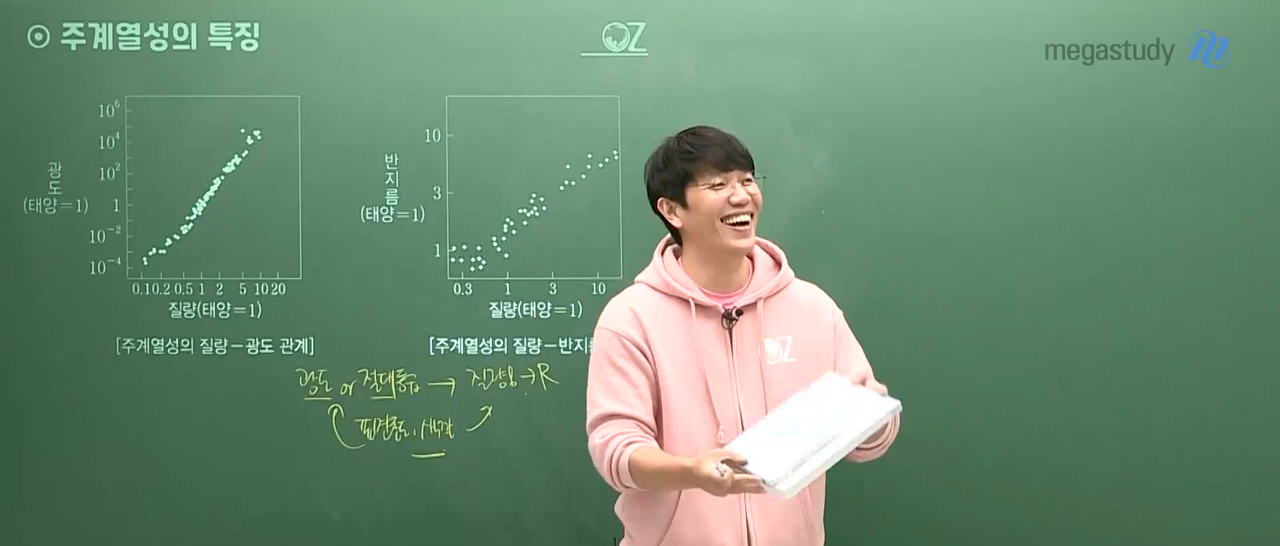 주계열성의 특징
OZ
megastudy
10⁶
10⁴
10²
1
10⁻²
10⁻⁴
광도
(태양=1)
0.1 0.2 0.5 1 2 5 10 20
질량(태양=1)
[주계열성의 질량-광도 관계]
10
3
1
반지름
(태양=1)
0.3 1 3 10
질량(태양=1)
[주계열성의 질량-반지름
광도 or 절대등급 → 질량 → R
표면온도, 색지수
OZ